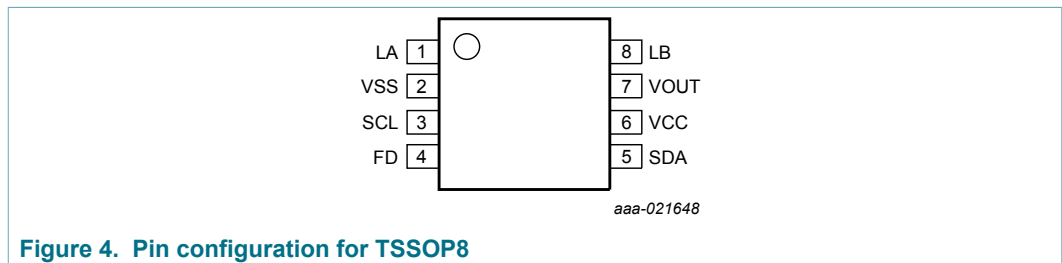 LA 1 8 LB
VSS 2 7 VOUT
SCL 3 6 VCC
FD 4 5 SDA
aaa-021648
Figure 4. Pin configuration for TSSOP8